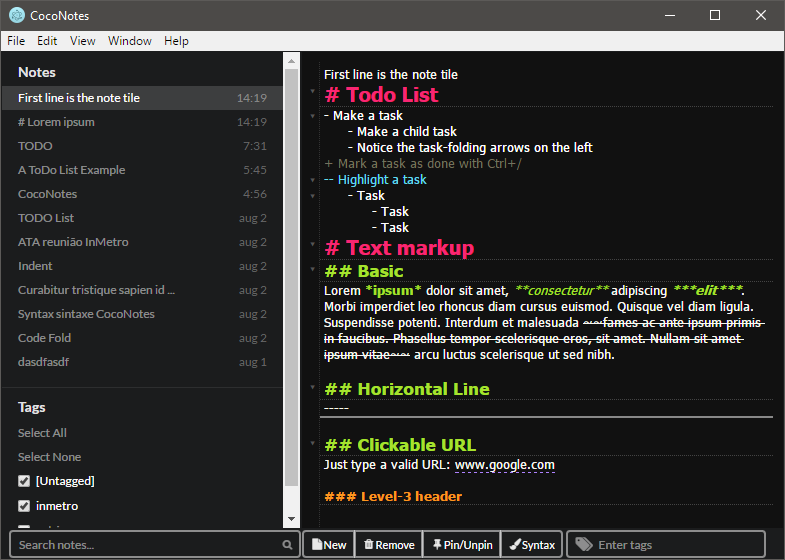 CocoNotes
File Edit View Window Help
Notes
First line is the note tile 14:19
# Lorem ipsum 14:19
TODO 7:31
A ToDo List Example 5:45
CocoNotes 4:56
TODO List aug 2
ATA reunião InMetro aug 2
Indent aug 2
Curabitur tristique sapien id ... aug 2
Syntax sintaxe CocoNotes aug 2
Code Fold aug 2
dasdfasdf aug 1
Tags
Select All
Select None
[Untagged]
inmetro
Search notes...
First line is the note tile
# Todo List
- Make a task
- Make a child task
- Notice the task-folding arrows on the left
+ Mark a task as done with Ctrl+/
-- Highlight a task
- Task
- Task
- Task
# Text markup
## Basic
Lorem *ipsum* dolor sit amet, **consectetur** adipiscing ***elit***.
Morbi imperdiet leo rhoncus diam cursus euismod. Quisque vel diam ligula.
Suspendisse potenti. Interdum et malesuada ~~fames ac ante ipsum primis
in faucibus. Phasellus tempor scelerisque eros, sit amet. Nullam sit amet
ipsum vitae~~ arcu luctus scelerisque ut sed nibh.
## Horizontal Line
-----
## Clickable URL
Just type a valid URL: www.google.com
### Level-3 header
New Remove Pin/Unpin Syntax Enter tags